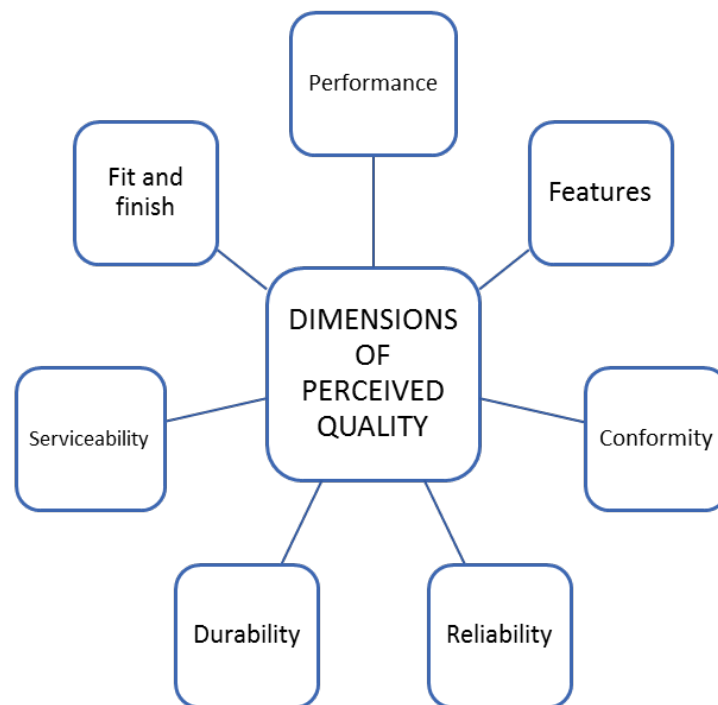 Performance
Fit and
finish
Features
DIMENSIONS
OF
PERCEIVED
QUALITY
Serviceability
Conformity
Durability
Reliability